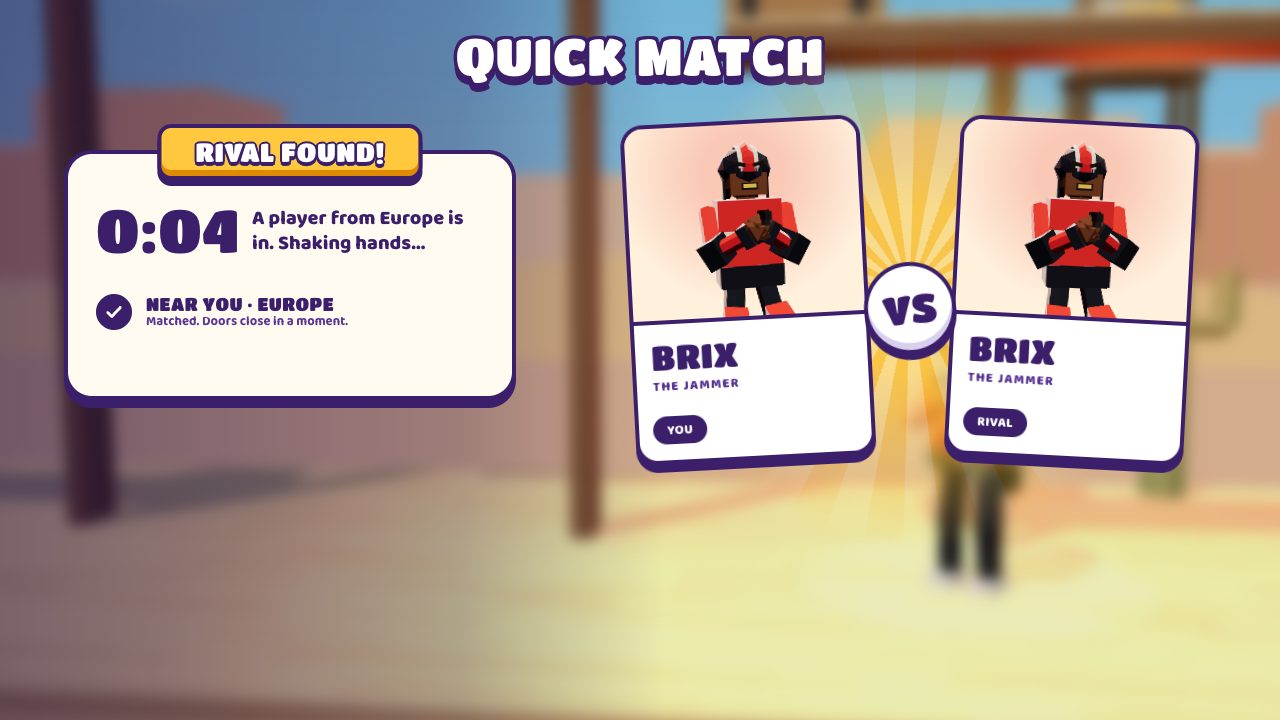 QUICK MATCH
RIVAL FOUND!
0:04
A player from Europe is
in. Shaking hands...
NEAR YOU · EUROPE
Matched. Doors close in a moment.
BRIX
THE JAMMER
YOU
VS
BRIX
THE JAMMER
RIVAL